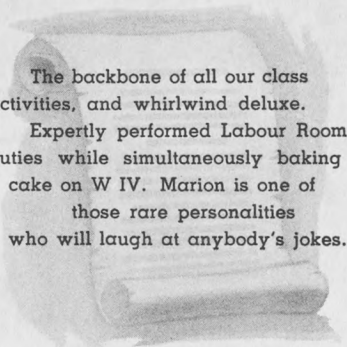 The backbone of all our class
ctivities, and whirlwind deluxe.
Expertly performed Labour Room
uties while simultaneously baking
cake on W IV. Marion is one of
those rare personalities
who will laugh at anybody's jokes.